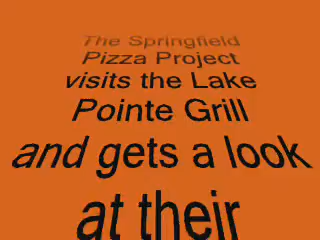 The Springfield
Pizza Project
visits the Lake
Pointe Grill
and gets a look
at their